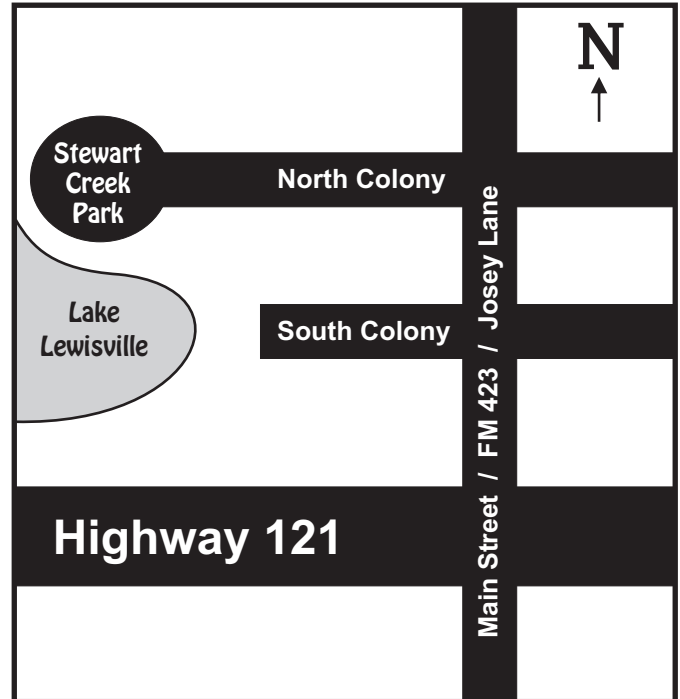 N
Stewart
Creek
Park
North Colony
Lake
Lewisville
South Colony
Main Street / FM 423 / Josey Lane
Highway 121